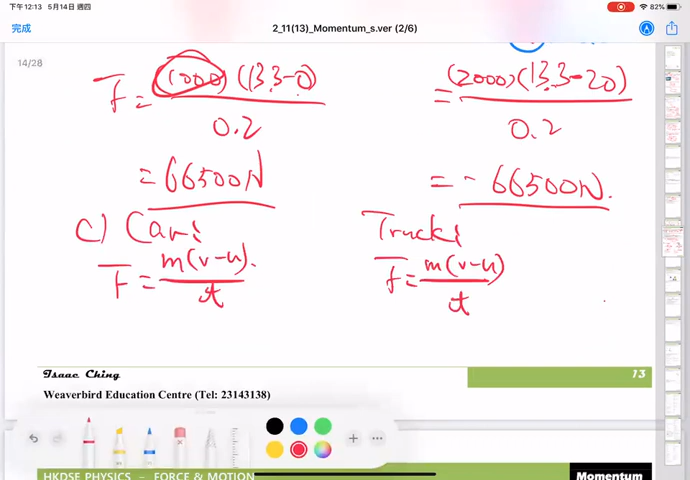 下午12:13 5月14日 週四
82%
完成
2_11(13)_Momentum_s.ver (2/6)
14/28
F = (1000)(13.3-0) / 0.2
= (2000)(13.3-20) / 0.2
= 66500N
= - 66500N.
c) Car:
Truck:
F = m(v-u). / t
F = m(v-u) / t
Isaac Ching
13
Weaverbird Education Centre (Tel: 23143138)
HKDSE PHYSICS – FORCE & MOTION
Momentum